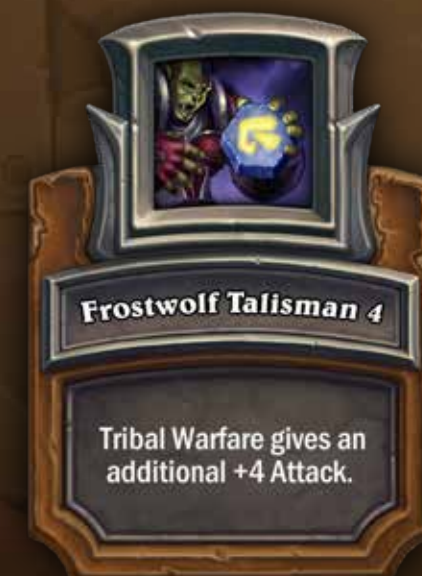 Frostwolf Talisman 4
Tribal Warfare gives an
additional +4 Attack.